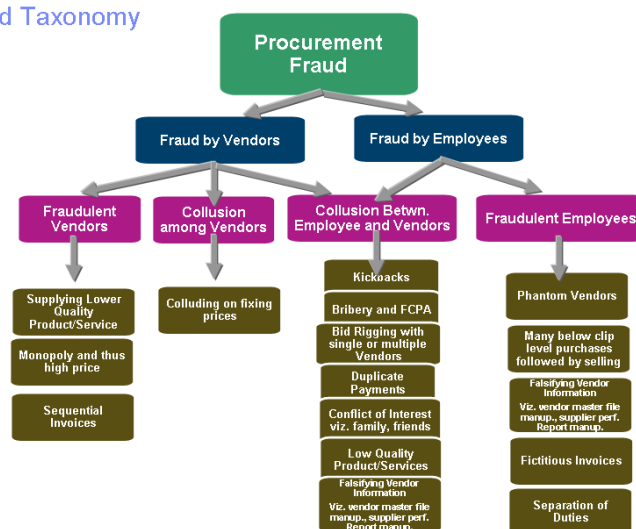 d Taxonomy
Procurement
Fraud
Fraud by Vendors
Fraud by Employees
Fraudulent
Vendors
Collusion
among Vendors
Collusion Betwn.
Employee and Vendors
Fraudulent Employees
Supplying Lower
Quality
Product/Service
Monopoly and thus
high price
Sequential
Invoices
Colluding on fixing
prices
Kickbacks
Bribery and FCPA
Bid Rigging with
single or multiple
Vendors
Duplicate
Payments
Conflict of Interest
viz. family, friends
Low Quality
Product/Services
Falsifying Vendor
Information
Viz. vendor master file
manup., supplier perf.
Report manup.
Phantom Vendors
Many below clip
level purchases
followed by selling
Falsifying Vendor
Information
Viz. vendor master file
manup., supplier perf.
Report manup.
Fictitious Invoices
Separation of
Duties